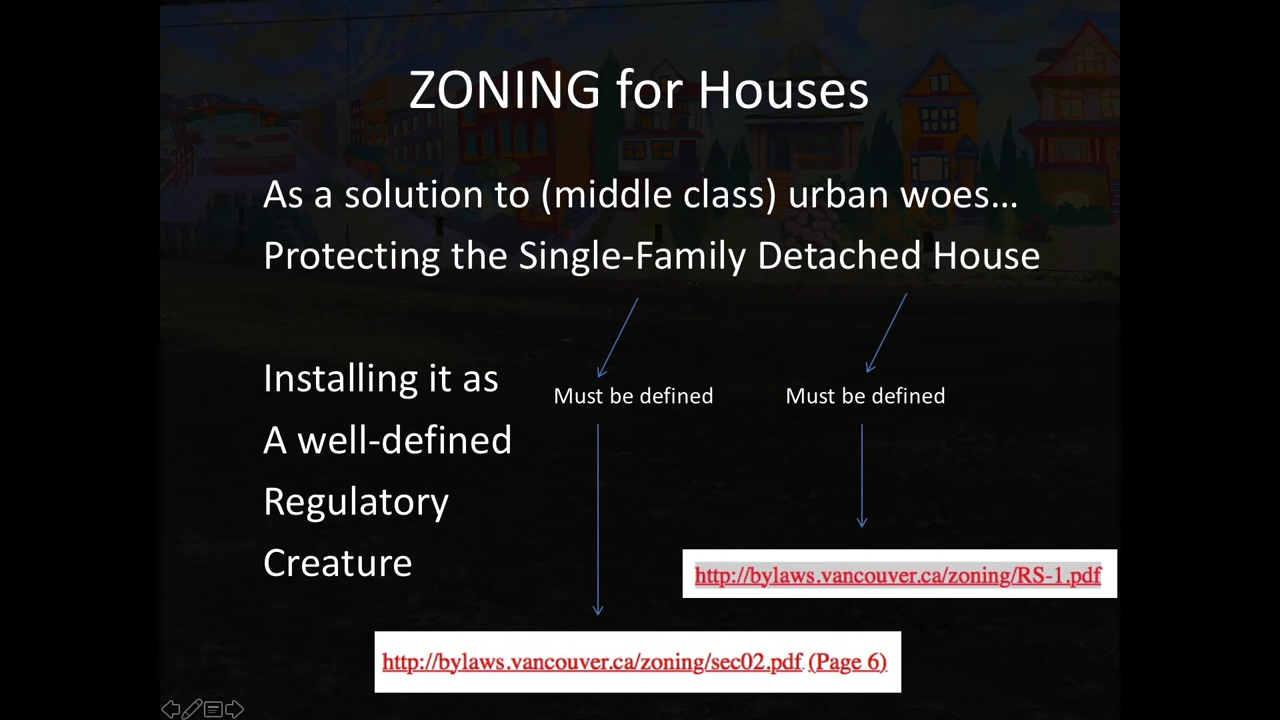 ZONING for Houses
As a solution to (middle class) urban woes…
Protecting the Single-Family Detached House
Installing it as
A well-defined
Regulatory
Creature
Must be defined
Must be defined
http://bylaws.vancouver.ca/zoning/RS-1.pdf
http://bylaws.vancouver.ca/zoning/sec02.pdf (Page 6)